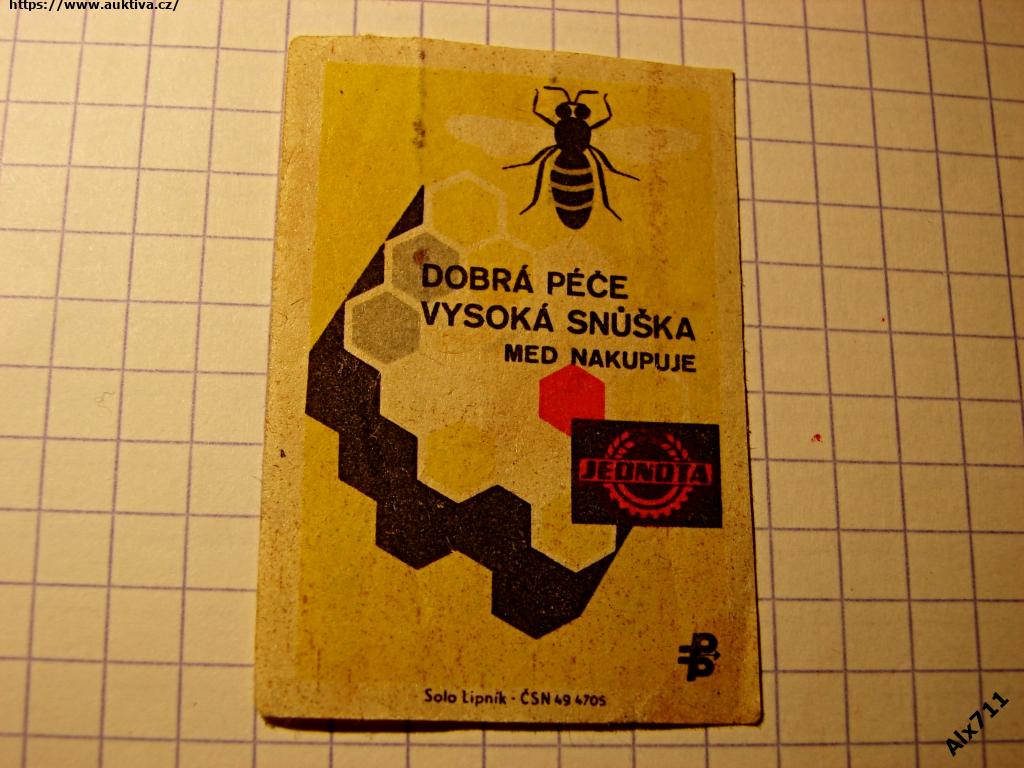 https://www.auktiva.cz/
DOBRÁ PÉČE
VYSOKÁ SNŮŠKA
MED NAKUPUJE
JEDNOTA
Solo Lipník - ČSN 49 4705
Alx711